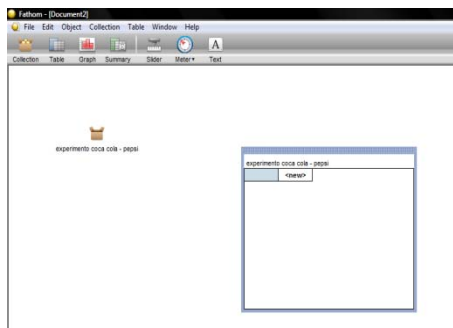 Fathom - [Document2]
File Edit Object Collection Table Window Help
A
Collection Table Graph Summary Slider Meter Text
experimento coca cola - pepsi
experimento coca cola - pepsi
<new>